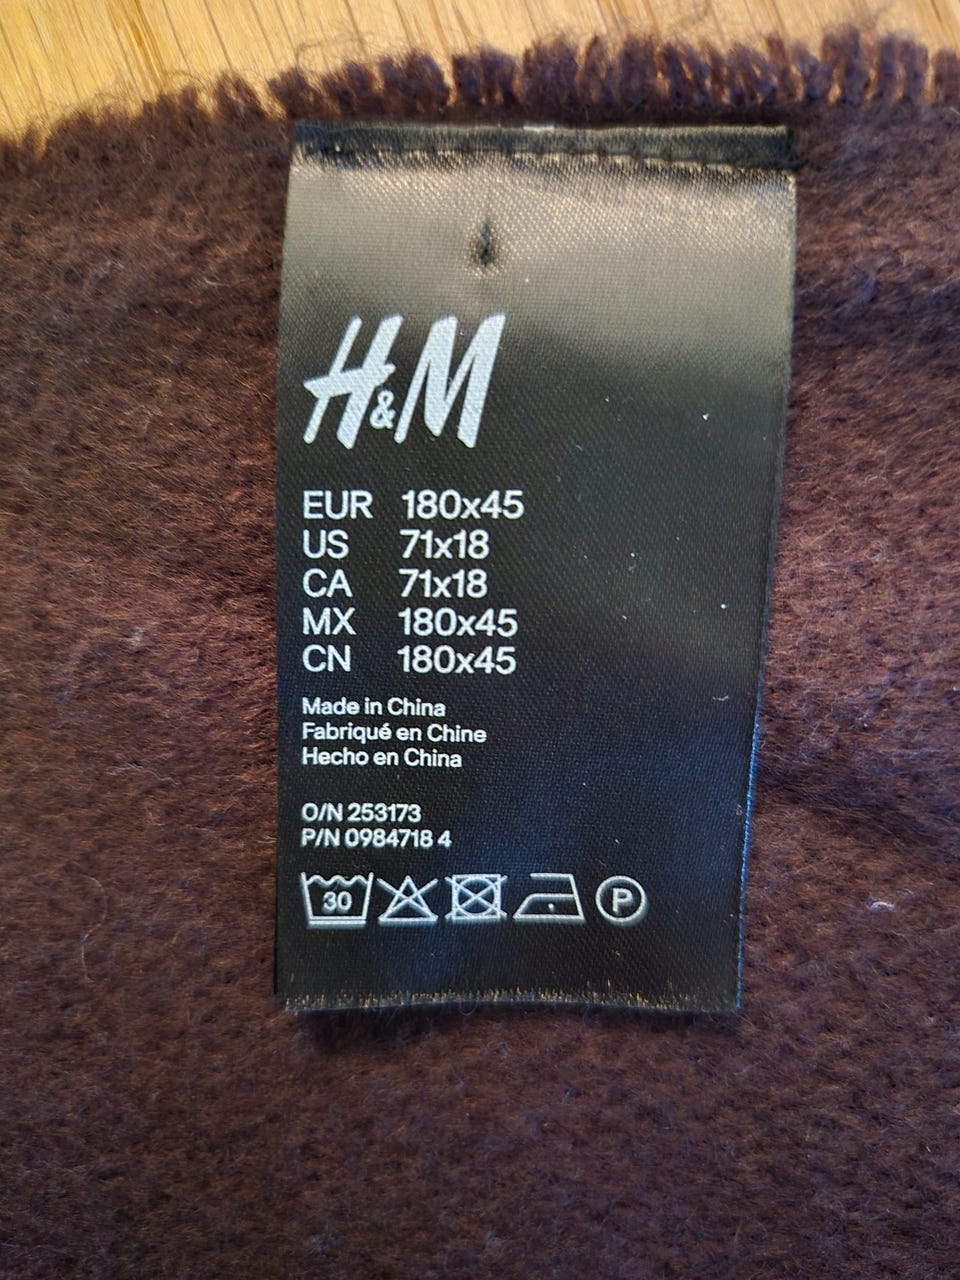 H&M
EUR 180x45
US 71x18
CA 71x18
MX 180x45
CN 180x45
Made in China
Fabriqué en Chine
Hecho en China
O/N 253173
P/N 0984718 4
30 P